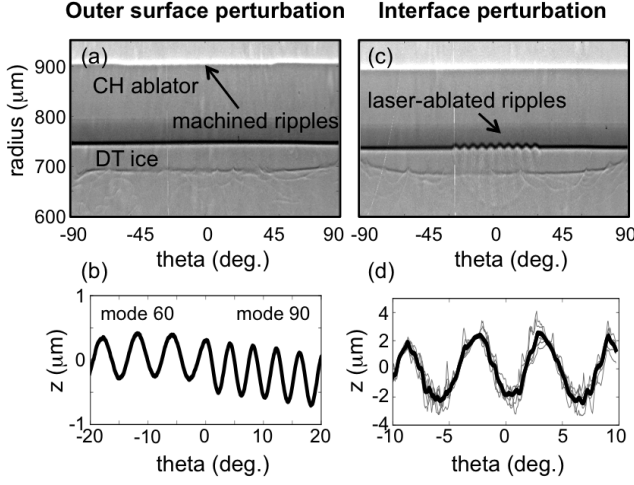 Outer surface perturbation
Interface perturbation
(a)
(c)
CH ablator
machined ripples
DT ice
laser-ablated ripples
radius (μm)
900
800
700
600
-90
-45
0
45
90
theta (deg.)
-90
-45
0
45
90
theta (deg.)
(b)
(d)
mode 60
mode 90
z (μm)
1
0
-1
-20
-10
0
10
20
theta (deg.)
z (μm)
4
2
0
-2
-4
-10
-5
0
5
10
theta (deg.)